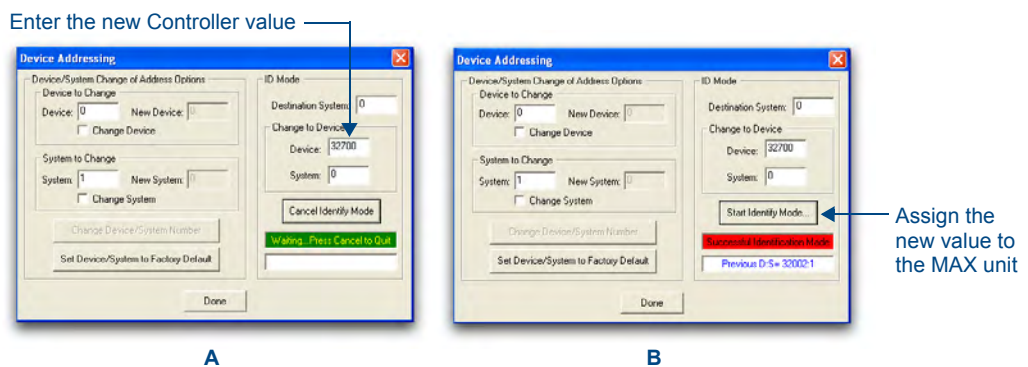 Enter the new Controller value
Device Addressing
Device/System Change of Address Options
Device to Change
Device: 0 New Device: 0
Change Device
System to Change
System: 1 New System: 0
Change System
Change Device/System Number
Set Device/System to Factory Default
ID Mode
Destination System: 0
Change to Device
Device: 32700
System: 0
Cancel Identify Mode
Waiting...Press Cancel to Quit
Done
A
Device Addressing
Device/System Change of Address Options
Device to Change
Device: 0 New Device: 0
Change Device
System to Change
System: 1 New System: 0
Change System
Change Device/System Number
Set Device/System to Factory Default
ID Mode
Destination System: 0
Change to Device
Device: 32700
System: 0
Start Identify Mode...
Successful Identification Made
Previous D:S= 32002:1
Done
B
Assign the
new value to
the MAX unit